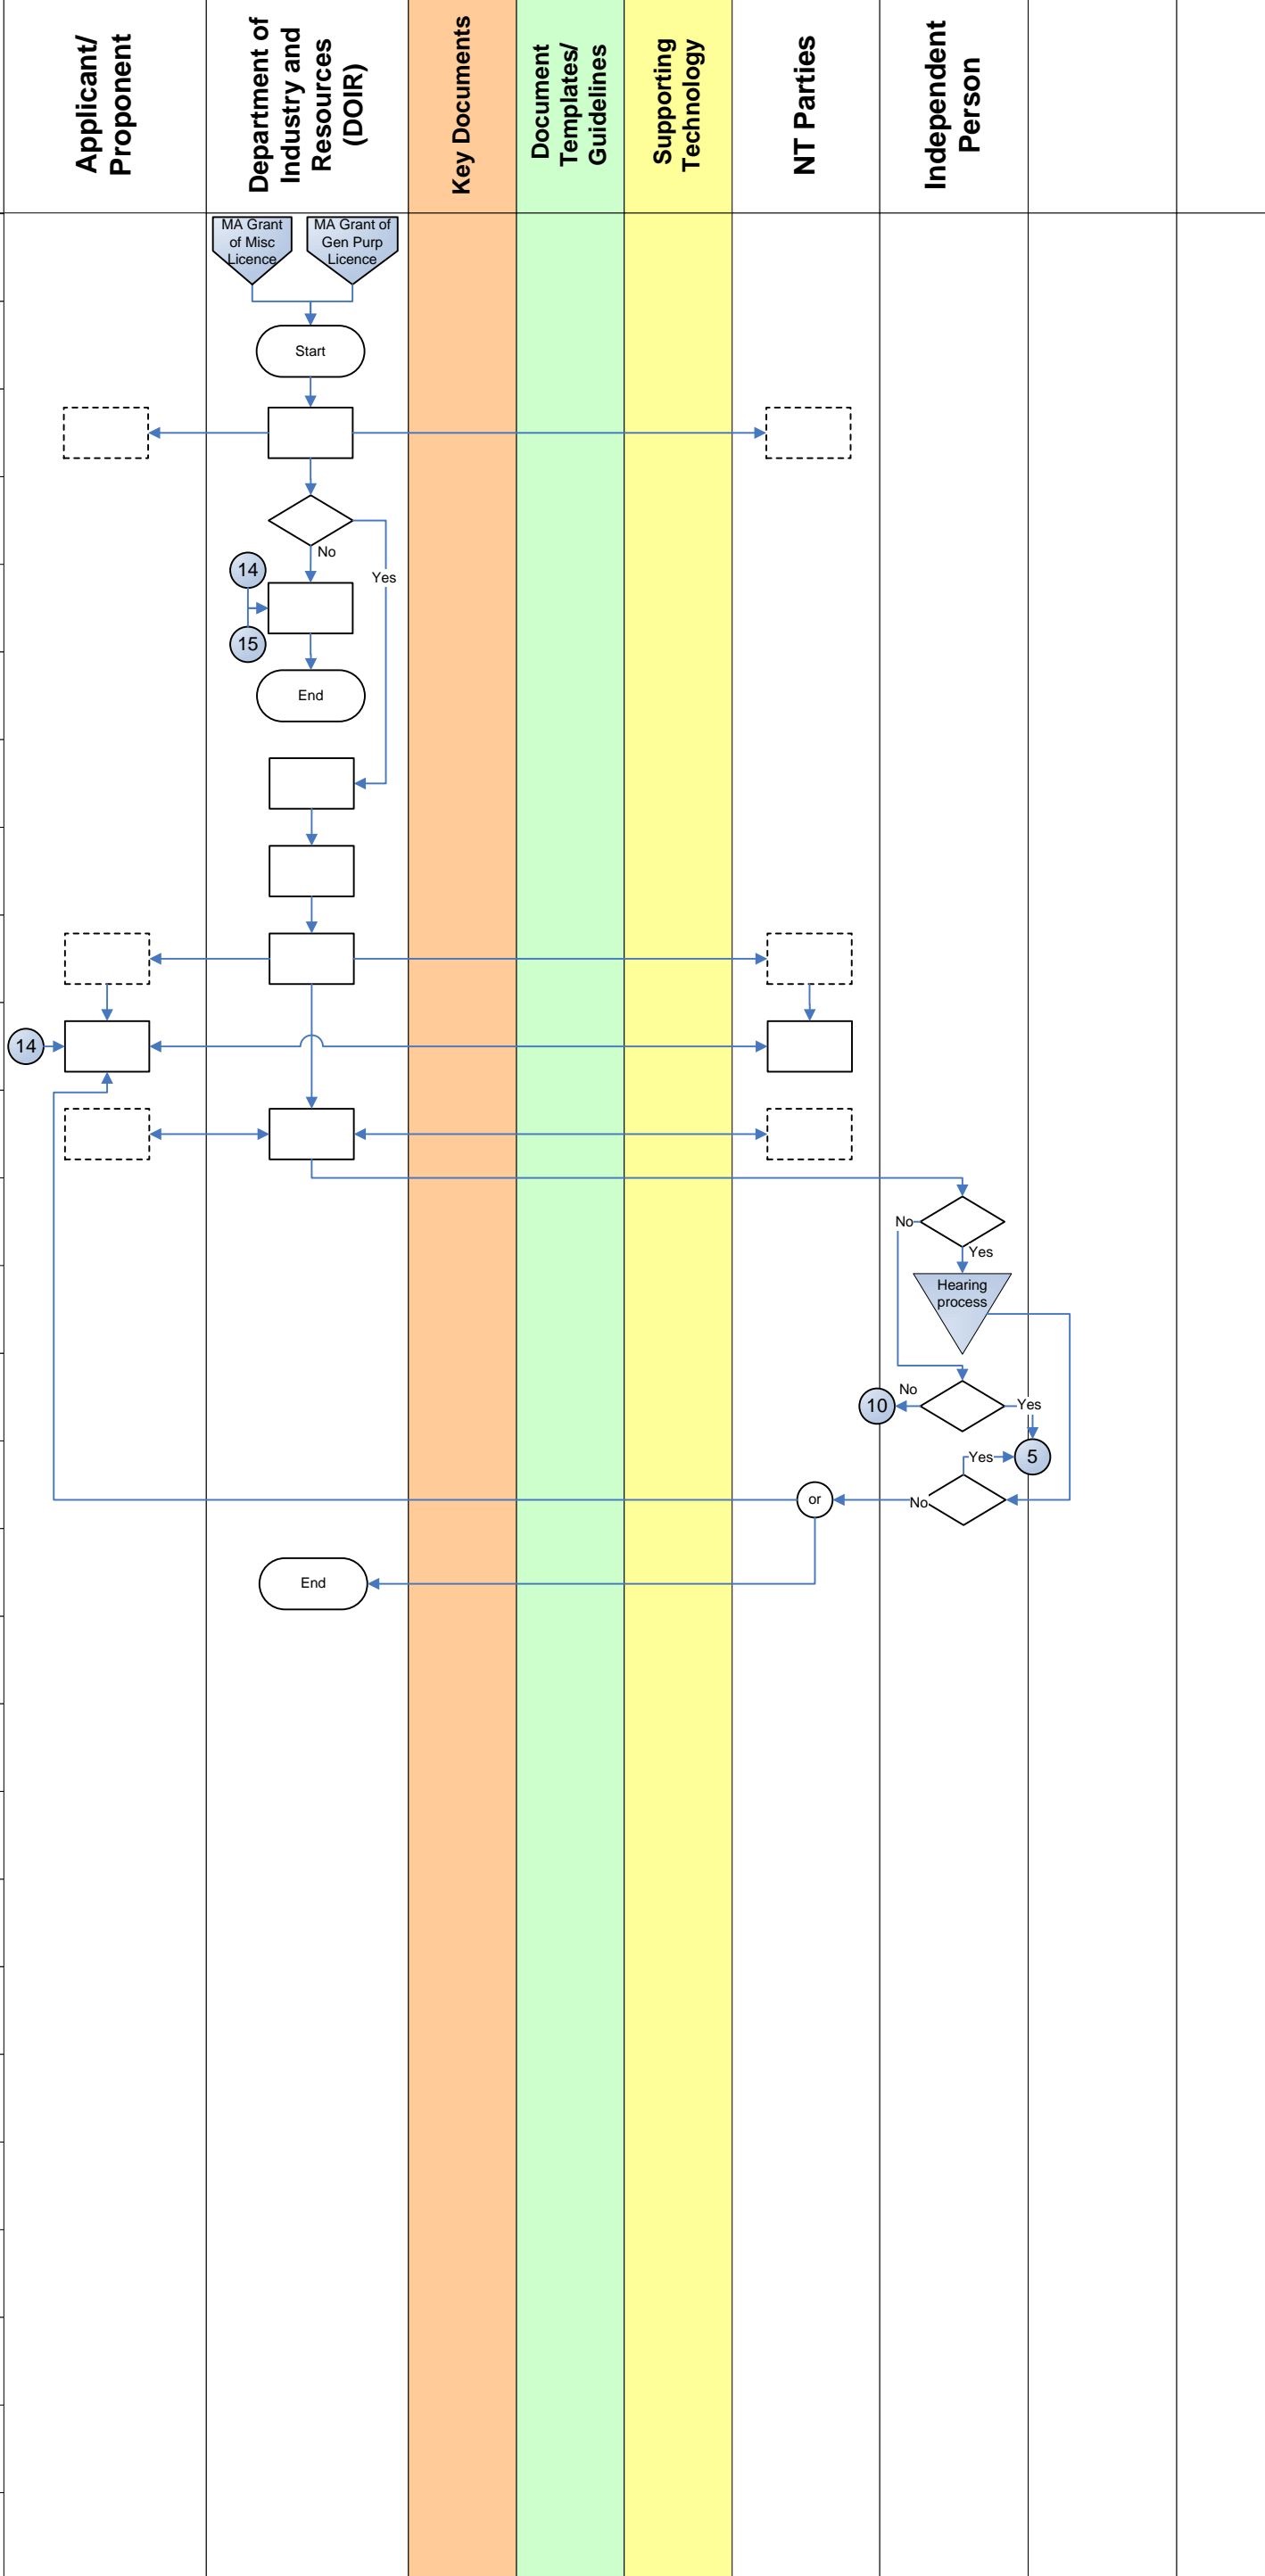 Applicant/
Proponent
Department of
Industry and
Resources
(DOIR)
Key Documents
Document
Templates/
Guidelines
Supporting
Technology
NT Parties
Independent
Person
MA Grant
of Misc
Licence
MA Grant of
Gen Purp
Licence
Start
No
14
Yes
15
End
14
No
Yes
Hearing
process
No
10
Yes
Yes
5
or
No
End